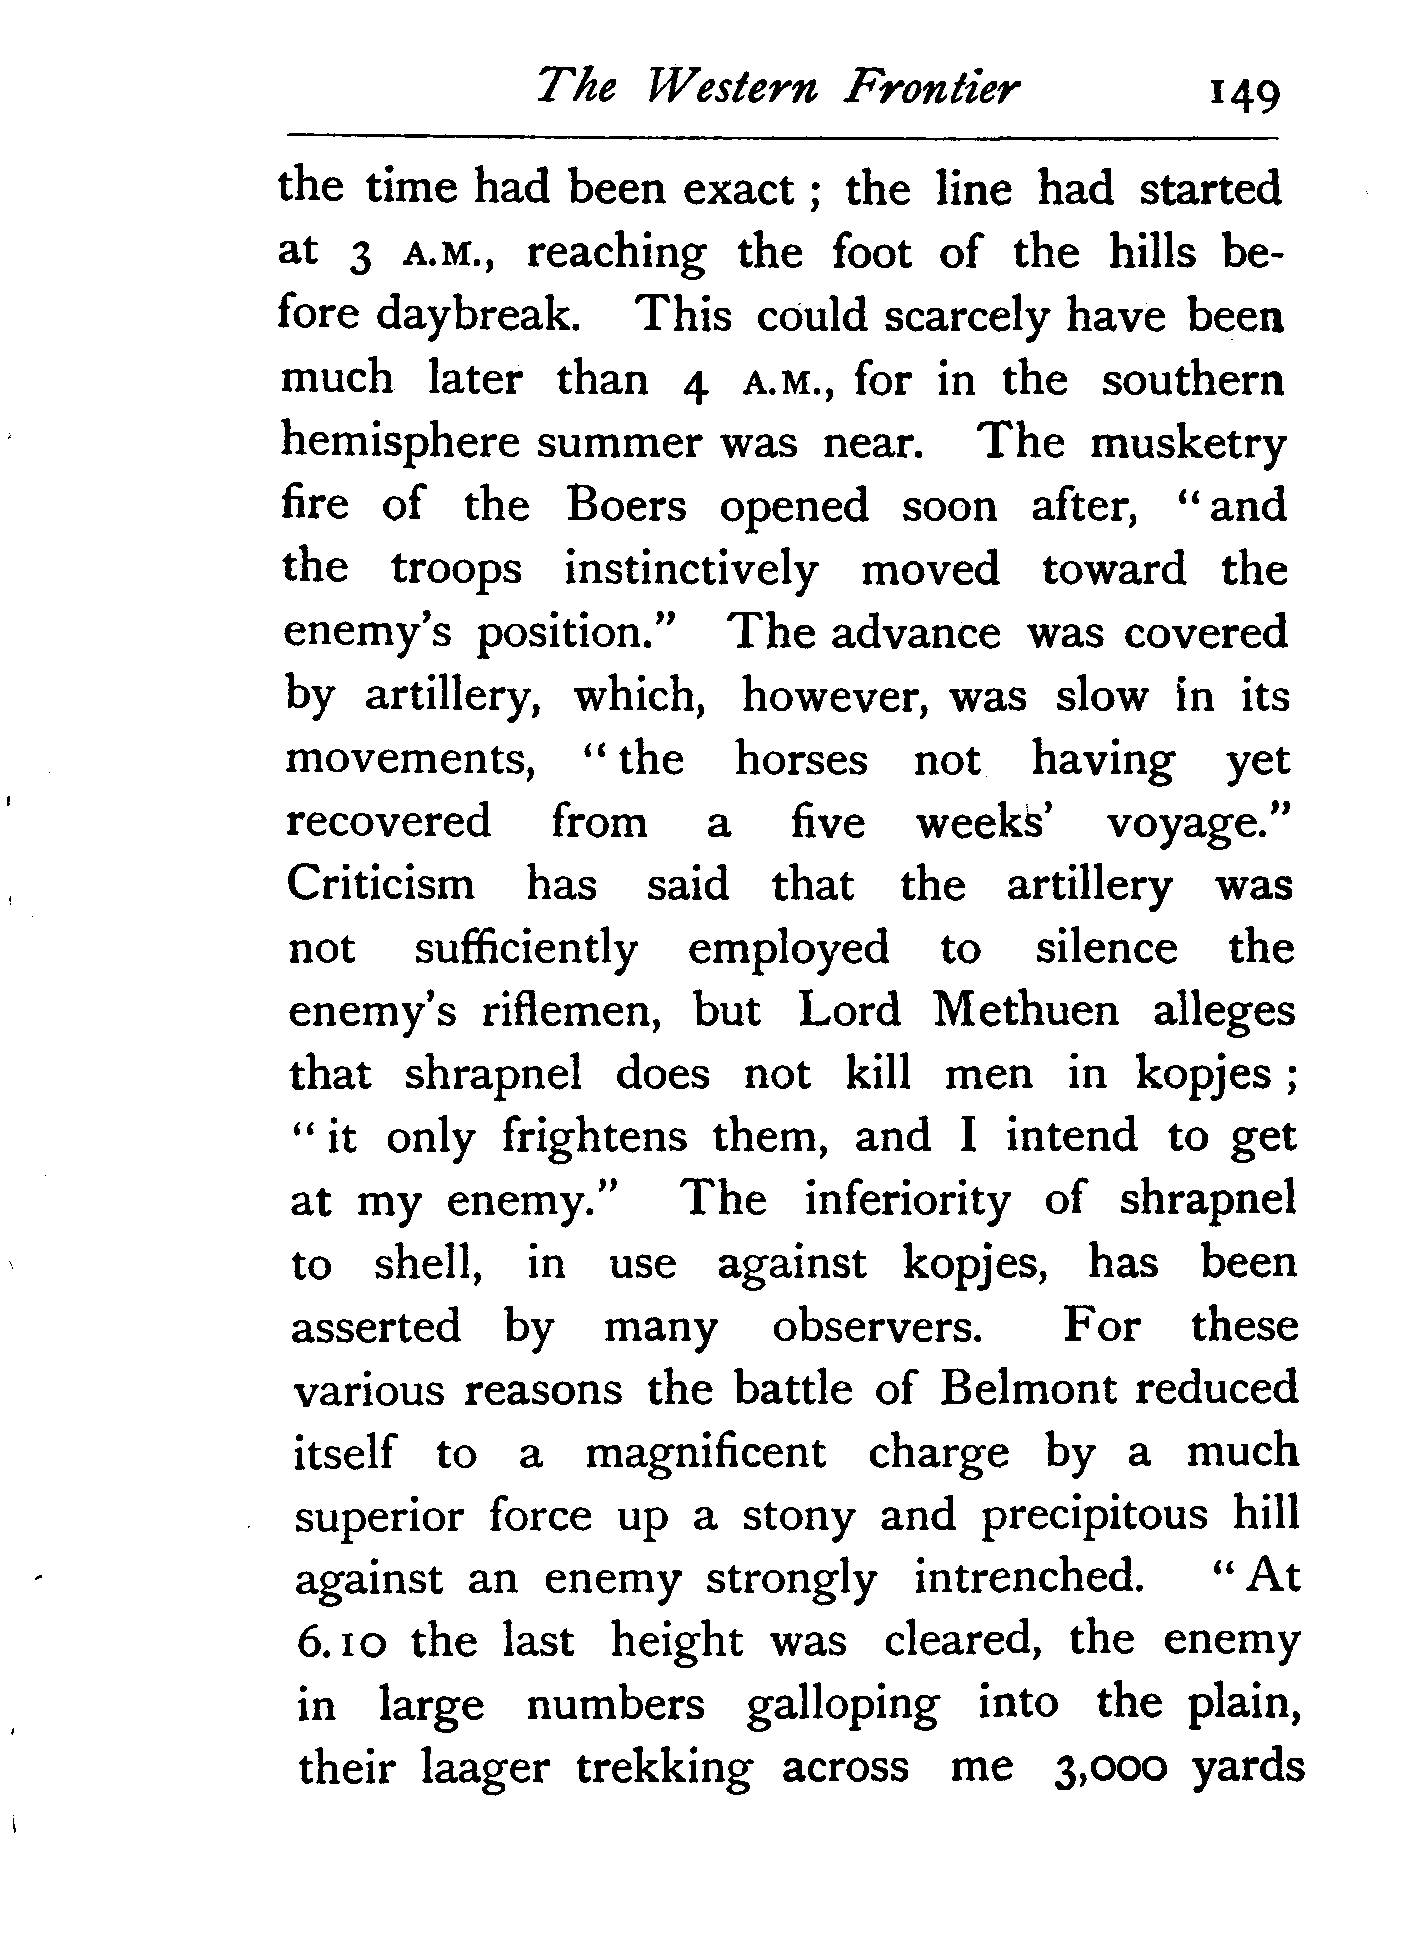 The Western Frontier 149
the time had been exact ; the line had started
at 3 A.M., reaching the foot of the hills be-
fore daybreak. This could scarcely have been
much later than 4 A.M., for in the southern
hemisphere summer was near. The musketry
fire of the Boers opened soon after, “ and
the troops instinctively moved toward the
enemy’s position.” The advance was covered
by artillery, which, however, was slow in its
movements, “ the horses not having yet
recovered from a five weeks’ voyage.”
Criticism has said that the artillery was
not sufficiently employed to silence the
enemy’s riflemen, but Lord Methuen alleges
that shrapnel does not kill men in kopjes ;
“ it only frightens them, and I intend to get
at my enemy.” The inferiority of shrapnel
to shell, in use against kopjes, has been
asserted by many observers. For these
various reasons the battle of Belmont reduced
itself to a magnificent charge by a much
superior force up a stony and precipitous hill
against an enemy strongly intrenched. “ At
6.10 the last height was cleared, the enemy
in large numbers galloping into the plain,
their laager trekking across me 3,000 yards